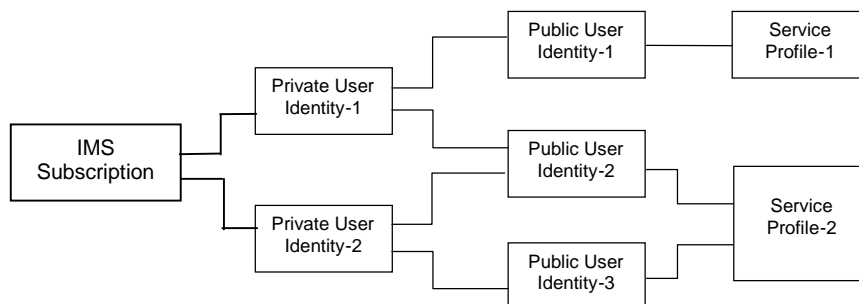 Public User
Identity-1
Service
Profile-1
Private User
Identity-1
IMS
Subscription
Public User
Identity-2
Service
Profile-2
Private User
Identity-2
Public User
Identity-3